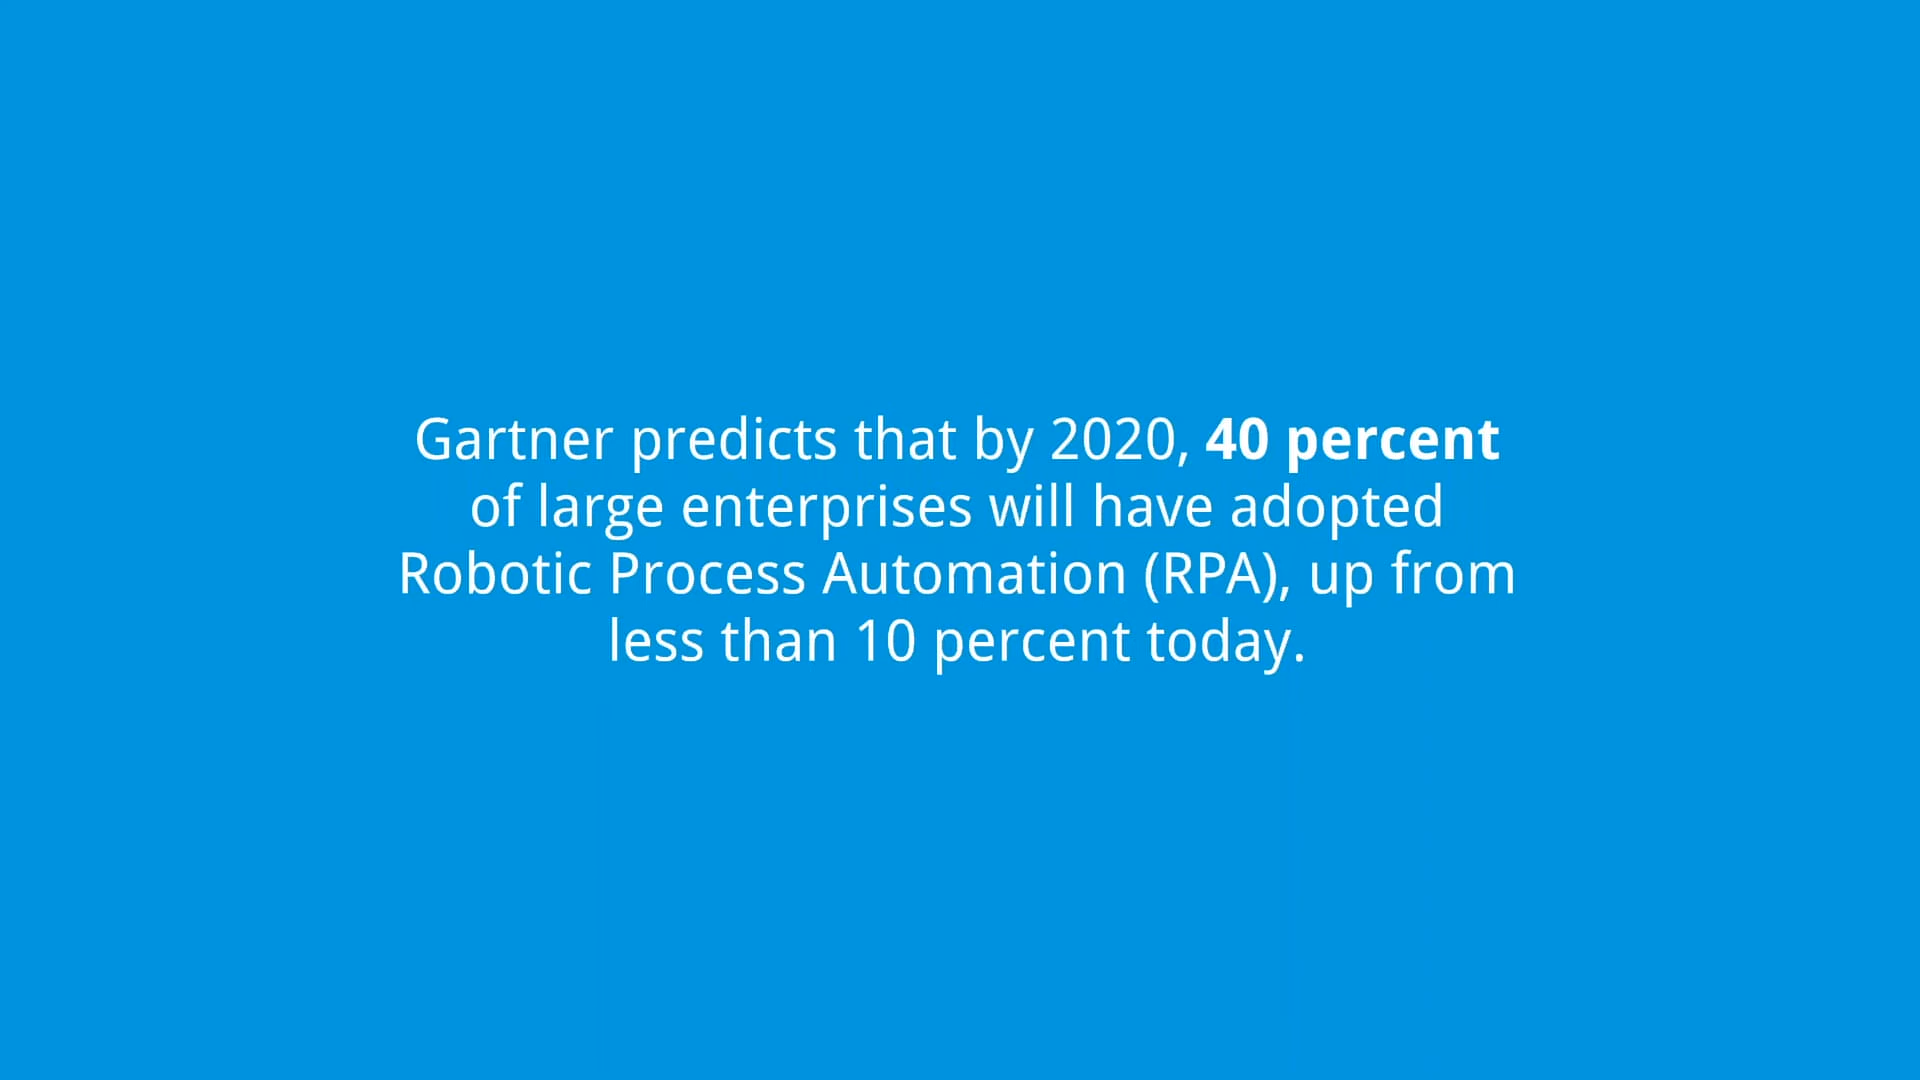 Gartner predicts that by 2020, 40 percent
of large enterprises will have adopted
Robotic Process Automation (RPA), up from
less than 10 percent today.